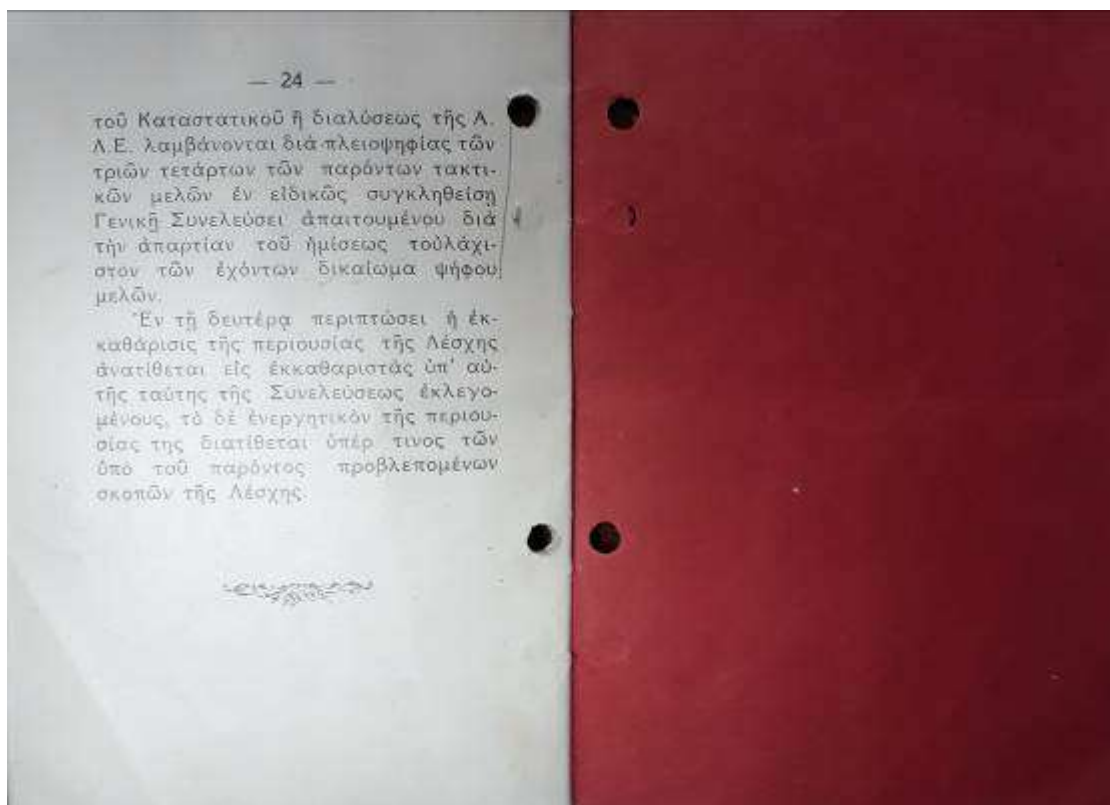 — 24 —
τοῦ Καταστατικοῦ ἢ διαλύσεως τῆς Α.
Λ.Ε. λαμβάνονται διὰ πλειοψηφίας τῶν
τριῶν τετάρτων τῶν παρόντων τακτι-
κῶν μελῶν ἐν εἰδικῶς συγκληθείσῃ
Γενικῇ Συνελεύσει ἀπαιτουμένου διὰ
τὴν ἀπαρτίαν τοῦ ἡμίσεως τοὐλάχι-
στον τῶν ἐχόντων δικαίωμα ψήφου
μελῶν.
Ἐν τῇ δευτέρᾳ περιπτώσει ἡ ἐκ-
καθάρισις τῆς περιουσίας τῆς Λέσχης
ἀνατίθεται εἰς ἐκκαθαριστὰς ὑπ' αὐ-
τῆς ταύτης τῆς Συνελεύσεως ἐκλεγο-
μένους, τὸ δὲ ἐνεργητικὸν τῆς περιου-
σίας της διατίθεται ὑπέρ τινος τῶν
ὑπὸ τοῦ παρόντος προβλεπομένων
σκοπῶν τῆς Λέσχης.